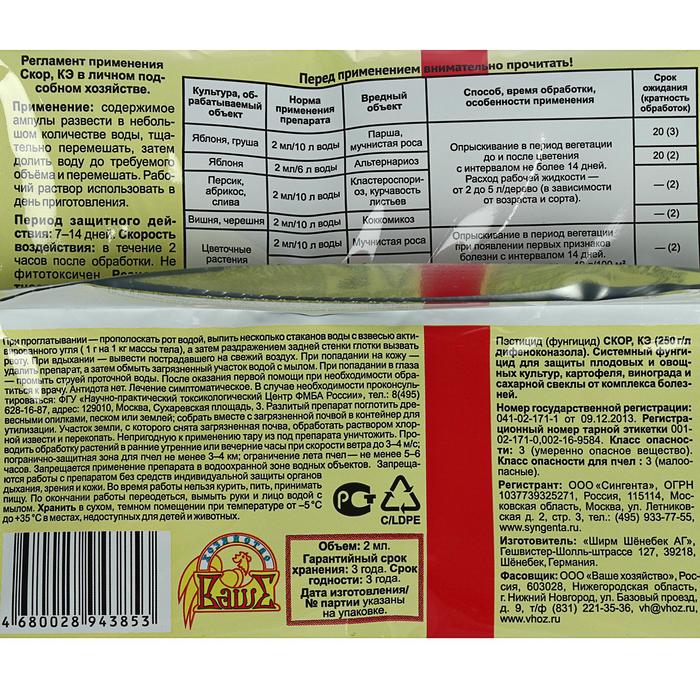 Регламент применения
Скор, КЭ в личном под-
собном хозяйстве.
Применение: содержимое
ампулы развести в неболь-
шом количестве воды, тща-
тельно перемешать, затем
долить воду до требуемого
объёма и перемешать. Рабо-
чий раствор использовать в
день приготовления.
Период защитного дей-
ствия: 7–14 дней. Скорость
воздействия: в течение 2
часов после обработки. Не
фитотоксичен
Перед применением внимательно прочитать!
Культура, об-
рабатываемый
объект
Норма
применения
препарата
Вредный
объект
Способ, время обработки,
особенности применения
Срок
ожидания
(кратность
обработок)
Яблоня, груша
2 мл/10 л воды
Парша,
мучнистая роса
Опрыскивание в период вегетации
до и после цветения
с интервалом не более 14 дней.
Расход рабочей жидкости —
от 2 до 5 л/дерево (в зависимости
от возраста и сорта).
20 (3)
Яблоня
2 мл/6 л воды
Альтернариоз
20 (2)
Персик,
абрикос,
слива
2 мл/10 л воды
Кластероспори-
оз, курчавость
листьев
— (2)
Вишня, черешня
2 мл/10 л воды
Коккомикоз
— (2)
Цветочные
растения
2 мл/10 л воды
Мучнистая роса
Опрыскивание в период вегетации
при появлении первых признаков
болезни с интервалом 14 дней.
— (2)
При проглатывании — прополоскать рот водой, выпить несколько стаканов воды с взвесью акти-
вированного угля (1 г на 1 кг массы тела), а затем раздражением задней стенки глотки вызвать
рвоту. При вдыхании — вывести пострадавшего на свежий воздух. При попадании на кожу —
удалить препарат, а затем обмыть загрязненный участок водой с мылом. При попадании в глаза
— промыть струей проточной воды. После оказания первой помощи при необходимости обра-
титься к врачу. Антидота нет. Лечение симптоматическое. В случае необходимости проконсуль-
тироваться: ФГУ «Научно-практический токсикологический Центр ФМБА России», тел.: 8(495)
628-16-87, адрес: 129010, Москва, Сухаревская площадь, 3. Разлитый препарат поглотить дре-
весными опилками, песком или землей; собрать вместе с загрязненной почвой в контейнер для
утилизации. Участок земли, с которого снята загрязненная почва, обработать раствором хлор-
ной извести и перекопать. Непригодную к применению тару из под препарата уничтожить. Про-
водить обработку растений в ранние утренние или вечерние часы при скорости ветра до 3–4 м/с;
пограничная зона не менее 3–4 км; ограничение лета пчел — не менее 5–6
часов. Запрещается применение препарата в водоохранной зоне водных объектов. Запреща-
ются работы с препаратом без средств индивидуальной защиты органов
дыхания, зрения и кожи. Во время работы нельзя курить, пить, принимать
пищу. По окончании работы переодеться, вымыть руки и лицо водой с
мылом. Хранить в сухом, темном помещении при температуре от –5°С
до +35°С в местах, недоступных для детей и животных.
РСТ
4
C/LDPE
4 680028 943853
ХОЗЯЙСТВО
ВАШЕ
Объем: 2 мл.
Гарантийный срок
хранения: 3 года. Срок
годности: 3 года.
Дата изготовления/
№ партии указаны
на упаковке.
Пэстицид (фунгицид) СКОР, КЭ (250 г/л
дифеноконазола). Системный фунги-
цид для защиты плодовых и овощ-
ных культур, картофеля, винограда и
сахарной свеклы от комплекса болез-
ней.
Номер государственной регистрации:
041-02-171-1 от 09.12.2013. Регистра-
ционный номер тарной этикетки 001-
02-171-0,002-16-9584. Класс опаснос-
ти: 3 (умеренно опасное вещество).
Класс опасности для пчел : 3 (мало-
опасные)
Регистрант: ООО «Сингента», ОГРН
1037739325271, Россия, 115114, Мос-
ковская область, Москва, ул. Летников-
ская д. 2, стр. 3, тел.: (495) 933-77-55,
www.syngenta.ru
Изготовитель: «Ширм Шёнебек АГ»,
Гешвистер-Шолль-штрассе 127, 39218,
Шёнебек, Германия.
Фасовщик: ООО «Ваше хозяйство», Рос-
сия, 603028, Нижегородская область,
г. Нижний Новгород, ул. Базовый проезд,
д. 9, т/ф (831) 221-35-36, vh@vhoz.ru
www.vhoz.ru